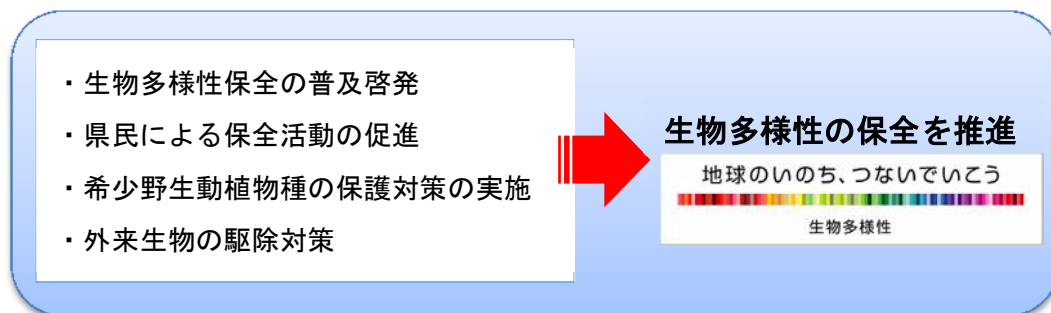 ・生物多様性保全の普及啓発
・県民による保全活動の促進
・希少野生動植物種の保護対策の実施
・外来生物の駆除対策
生物多様性の保全を推進
地球のいのち、つないでいこう
生物多様性